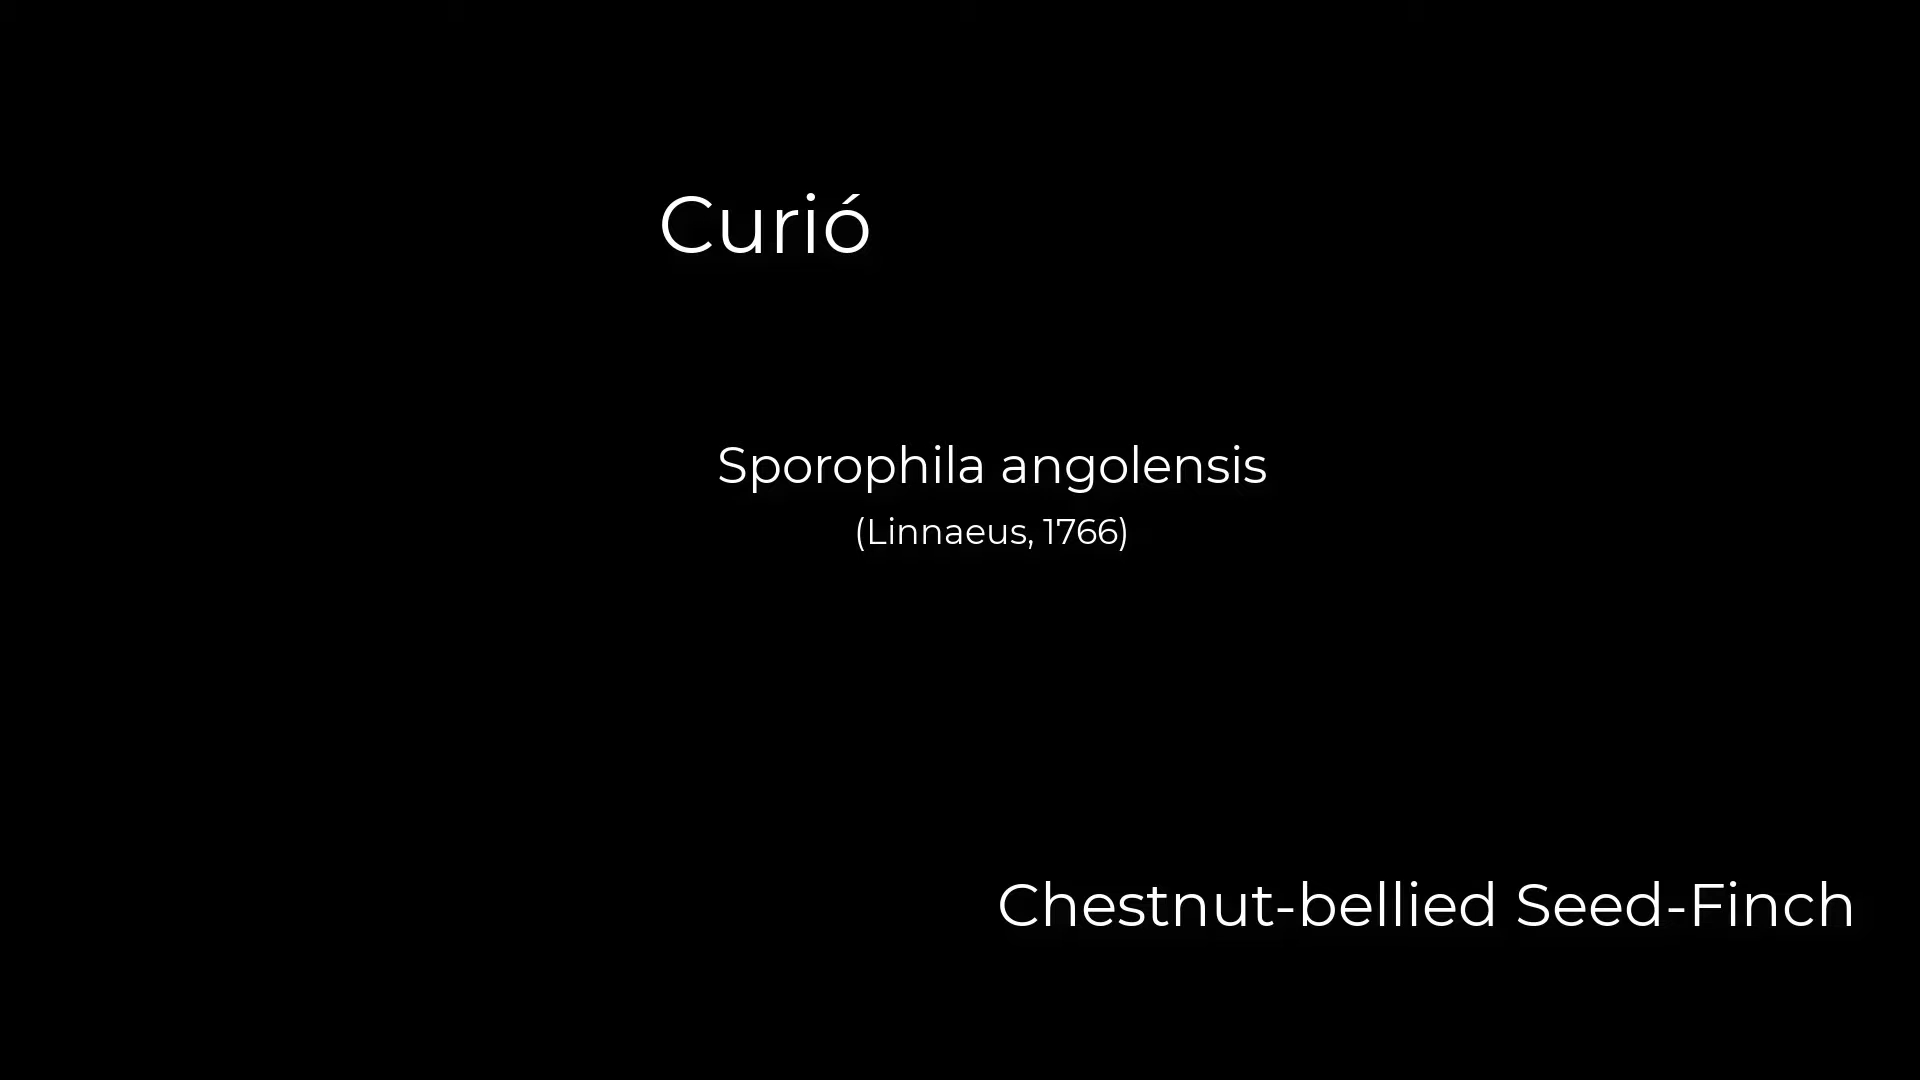 Curió
Sporophila angolensis
(Linnaeus, 1766)
Chestnut-bellied Seed-Finch